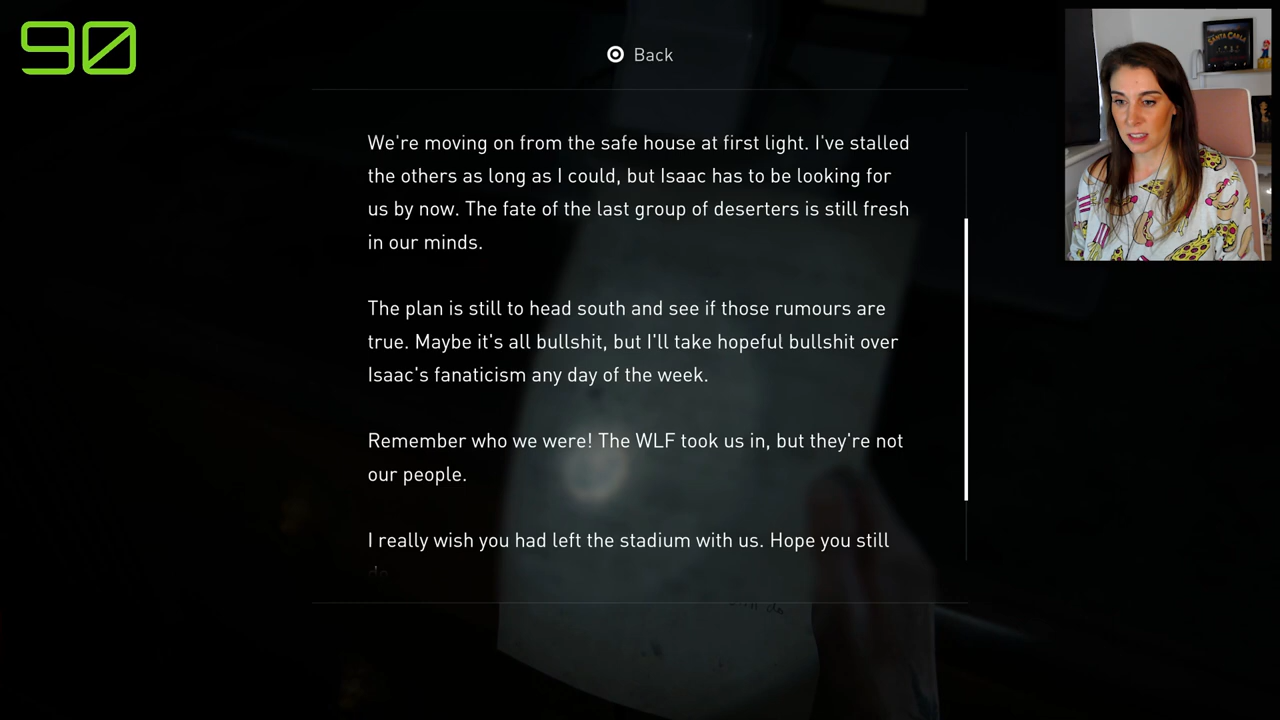 90
Back
SANTA CARLA
We're moving on from the safe house at first light. I've stalled
the others as long as I could, but Isaac has to be looking for
us by now. The fate of the last group of deserters is still fresh
in our minds.
The plan is still to head south and see if those rumours are
true. Maybe it's all bullshit, but I'll take hopeful bullshit over
Isaac's fanaticism any day of the week.
Remember who we were! The WLF took us in, but they're not
our people.
I really wish you had left the stadium with us. Hope you still
do